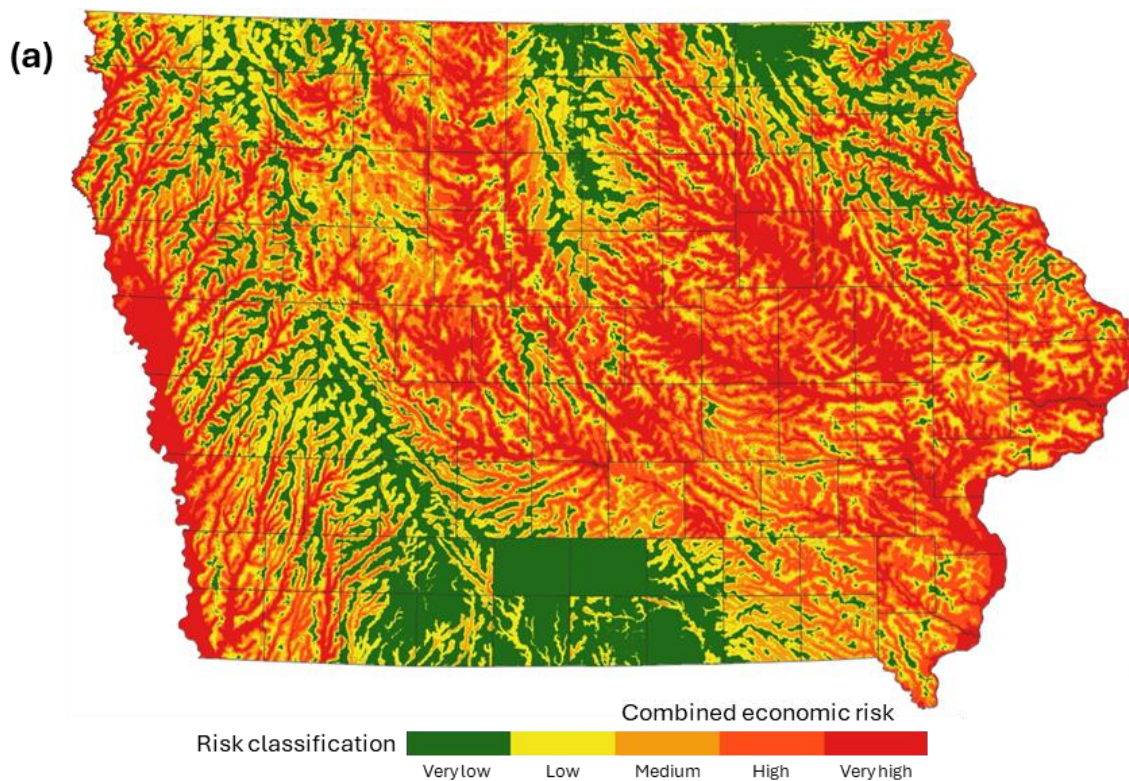 (a)
Combined economic risk
Risk classification
Very low Low Medium High Very high